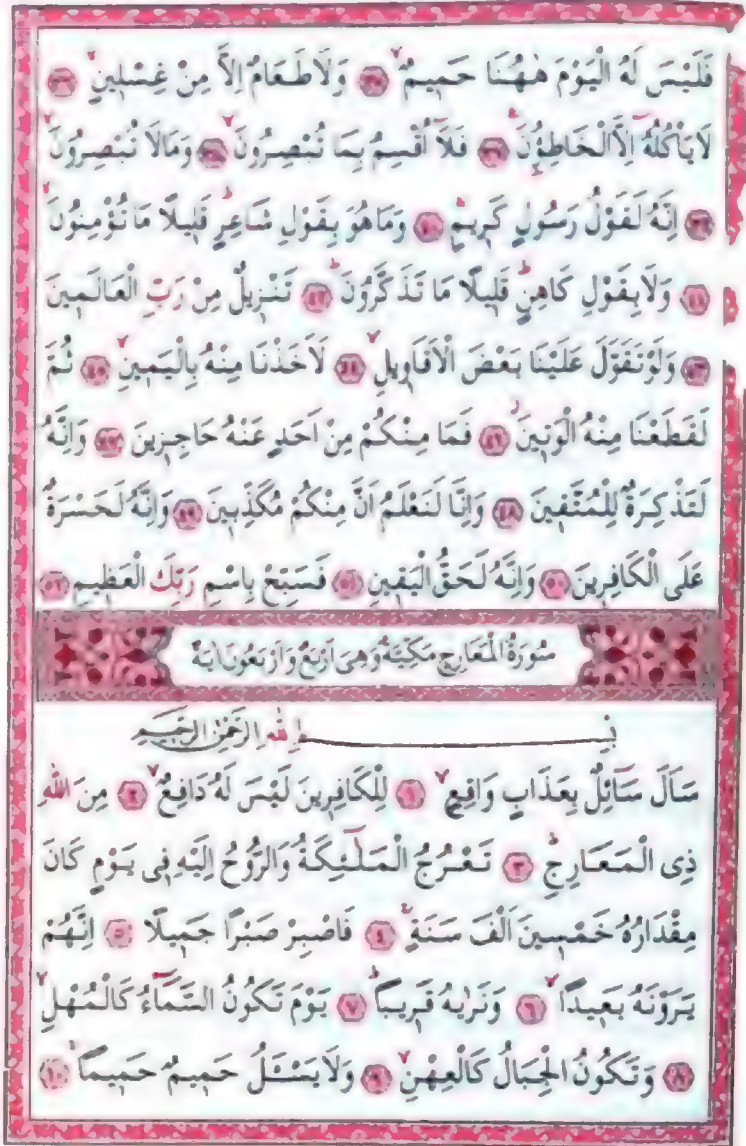 فَلَيْسَ لَهُ الْيَوْمَ هٰهُنَا حَمِيمٌ ﴿٣٥﴾ وَلَا طَعَامٌ اِلَّا مِنْ غِسْلِينٍ ﴿٣٦﴾
لَا يَأْكُلُهُٓ اِلَّا الْخَاطِؤُنَ ﴿٣٧﴾ فَلَٓا اُقْسِمُ بِمَا تُبْصِرُونَ ﴿٣٨﴾ وَمَا لَا تُبْصِرُونَ
﴿٣٩﴾ اِنَّهُ لَقَوْلُ رَسُولٍ كَرِيمٍ ﴿٤٠﴾ وَمَا هُوَ بِقَوْلِ شَاعِرٍ قَلِيلًا مَا تُؤْمِنُونَ
﴿٤١﴾ وَلَا بِقَوْلِ كَاهِنٍ قَلِيلًا مَا تَذَكَّرُونَ ﴿٤٢﴾ تَنْزِيلٌ مِنْ رَبِّ الْعَالَمِينَ
﴿٤٣﴾ وَلَوْ تَقَوَّلَ عَلَيْنَا بَعْضَ الْاَقَاوِيلِ ﴿٤٤﴾ لَاَخَذْنَا مِنْهُ بِالْيَمِينِ ﴿٤٥﴾ ثُمَّ
لَقَطَعْنَا مِنْهُ الْوَتِينَ ﴿٤٦﴾ فَمَا مِنْكُمْ مِنْ اَحَدٍ عَنْهُ حَاجِزِينَ ﴿٤٧﴾ وَاِنَّهُ
لَتَذْكِرَةٌ لِلْمُتَّقِينَ ﴿٤٨﴾ وَاِنَّا لَنَعْلَمُ اَنَّ مِنْكُمْ مُكَذِّبِينَ ﴿٤٩﴾ وَاِنَّهُ لَحَسْرَةٌ
عَلَى الْكَافِرِينَ ﴿٥٠﴾ وَاِنَّهُ لَحَقُّ الْيَقِينِ ﴿٥١﴾ فَسَبِّحْ بِاسْمِ رَبِّكَ الْعَظِيمِ ﴿٥٢﴾
سُورَةُ الْمَعَارِجِ مَكِّيَّةٌ وَهِيَ اَرْبَعٌ وَاَرْبَعُونَ اٰيَةً
بِسْمِ اللّٰهِ الرَّحْمٰنِ الرَّحِيمِ
سَاَلَ سَٓائِلٌ بِعَذَابٍ وَاقِعٍ ﴿١﴾ لِلْكَافِرِينَ لَيْسَ لَهُ دَافِعٌ ﴿٢﴾ مِنَ اللّٰهِ
ذِي الْمَعَارِجِ ﴿٣﴾ تَعْرُجُ الْمَلٰٓئِكَةُ وَالرُّوحُ اِلَيْهِ فِي يَوْمٍ كَانَ
مِقْدَارُهُ خَمْسِينَ اَلْفَ سَنَةٍ ﴿٤﴾ فَاصْبِرْ صَبْرًا جَمِيلًا ﴿٥﴾ اِنَّهُمْ
يَرَوْنَهُ بَعِيدًا ﴿٦﴾ وَنَرٰيهُ قَرِيبًا ﴿٧﴾ يَوْمَ تَكُونُ السَّمَٓاءُ كَالْمُهْلِ
﴿٨﴾ وَتَكُونُ الْجِبَالُ كَالْعِهْنِ ﴿٩﴾ وَلَا يَسْـَٔلُ حَمِيمٌ حَمِيمًا ﴿١٠﴾